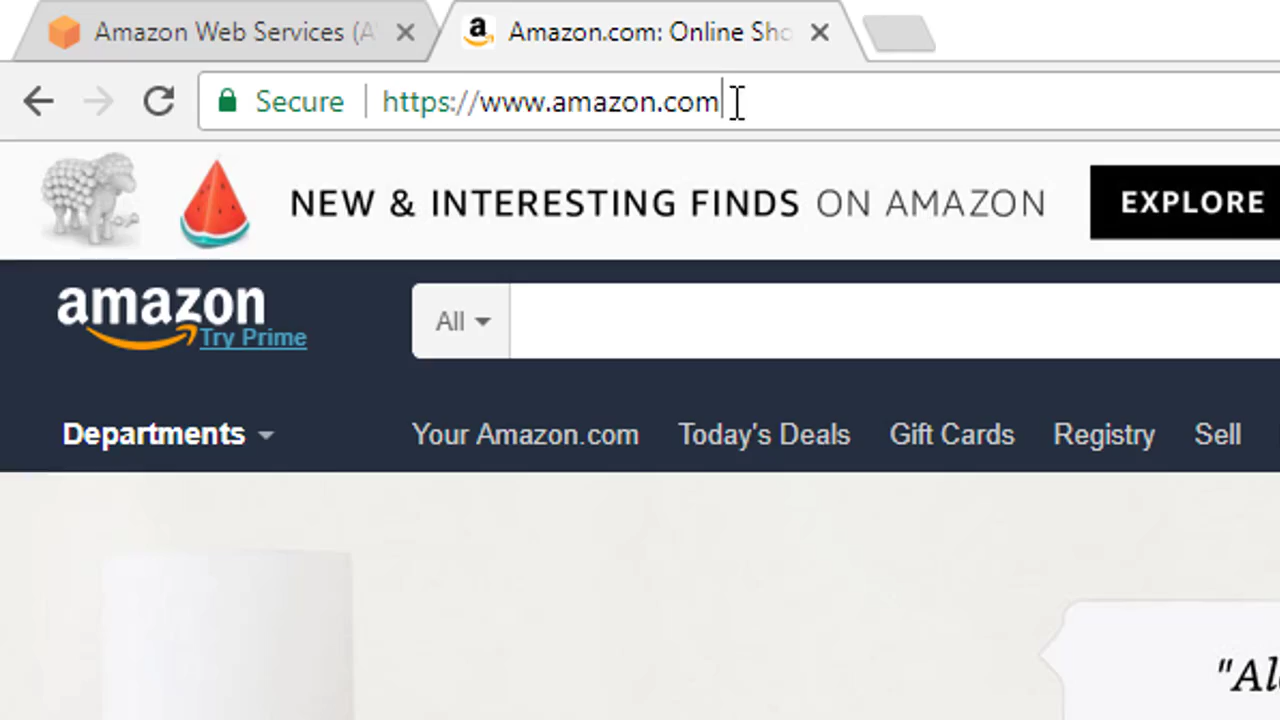 Amazon Web Services (A
Amazon.com: Online Sho
Secure https://www.amazon.com
NEW & INTERESTING FINDS ON AMAZON EXPLORE
amazon
Try Prime
All
Departments Your Amazon.com Today's Deals Gift Cards Registry Sell
"Al